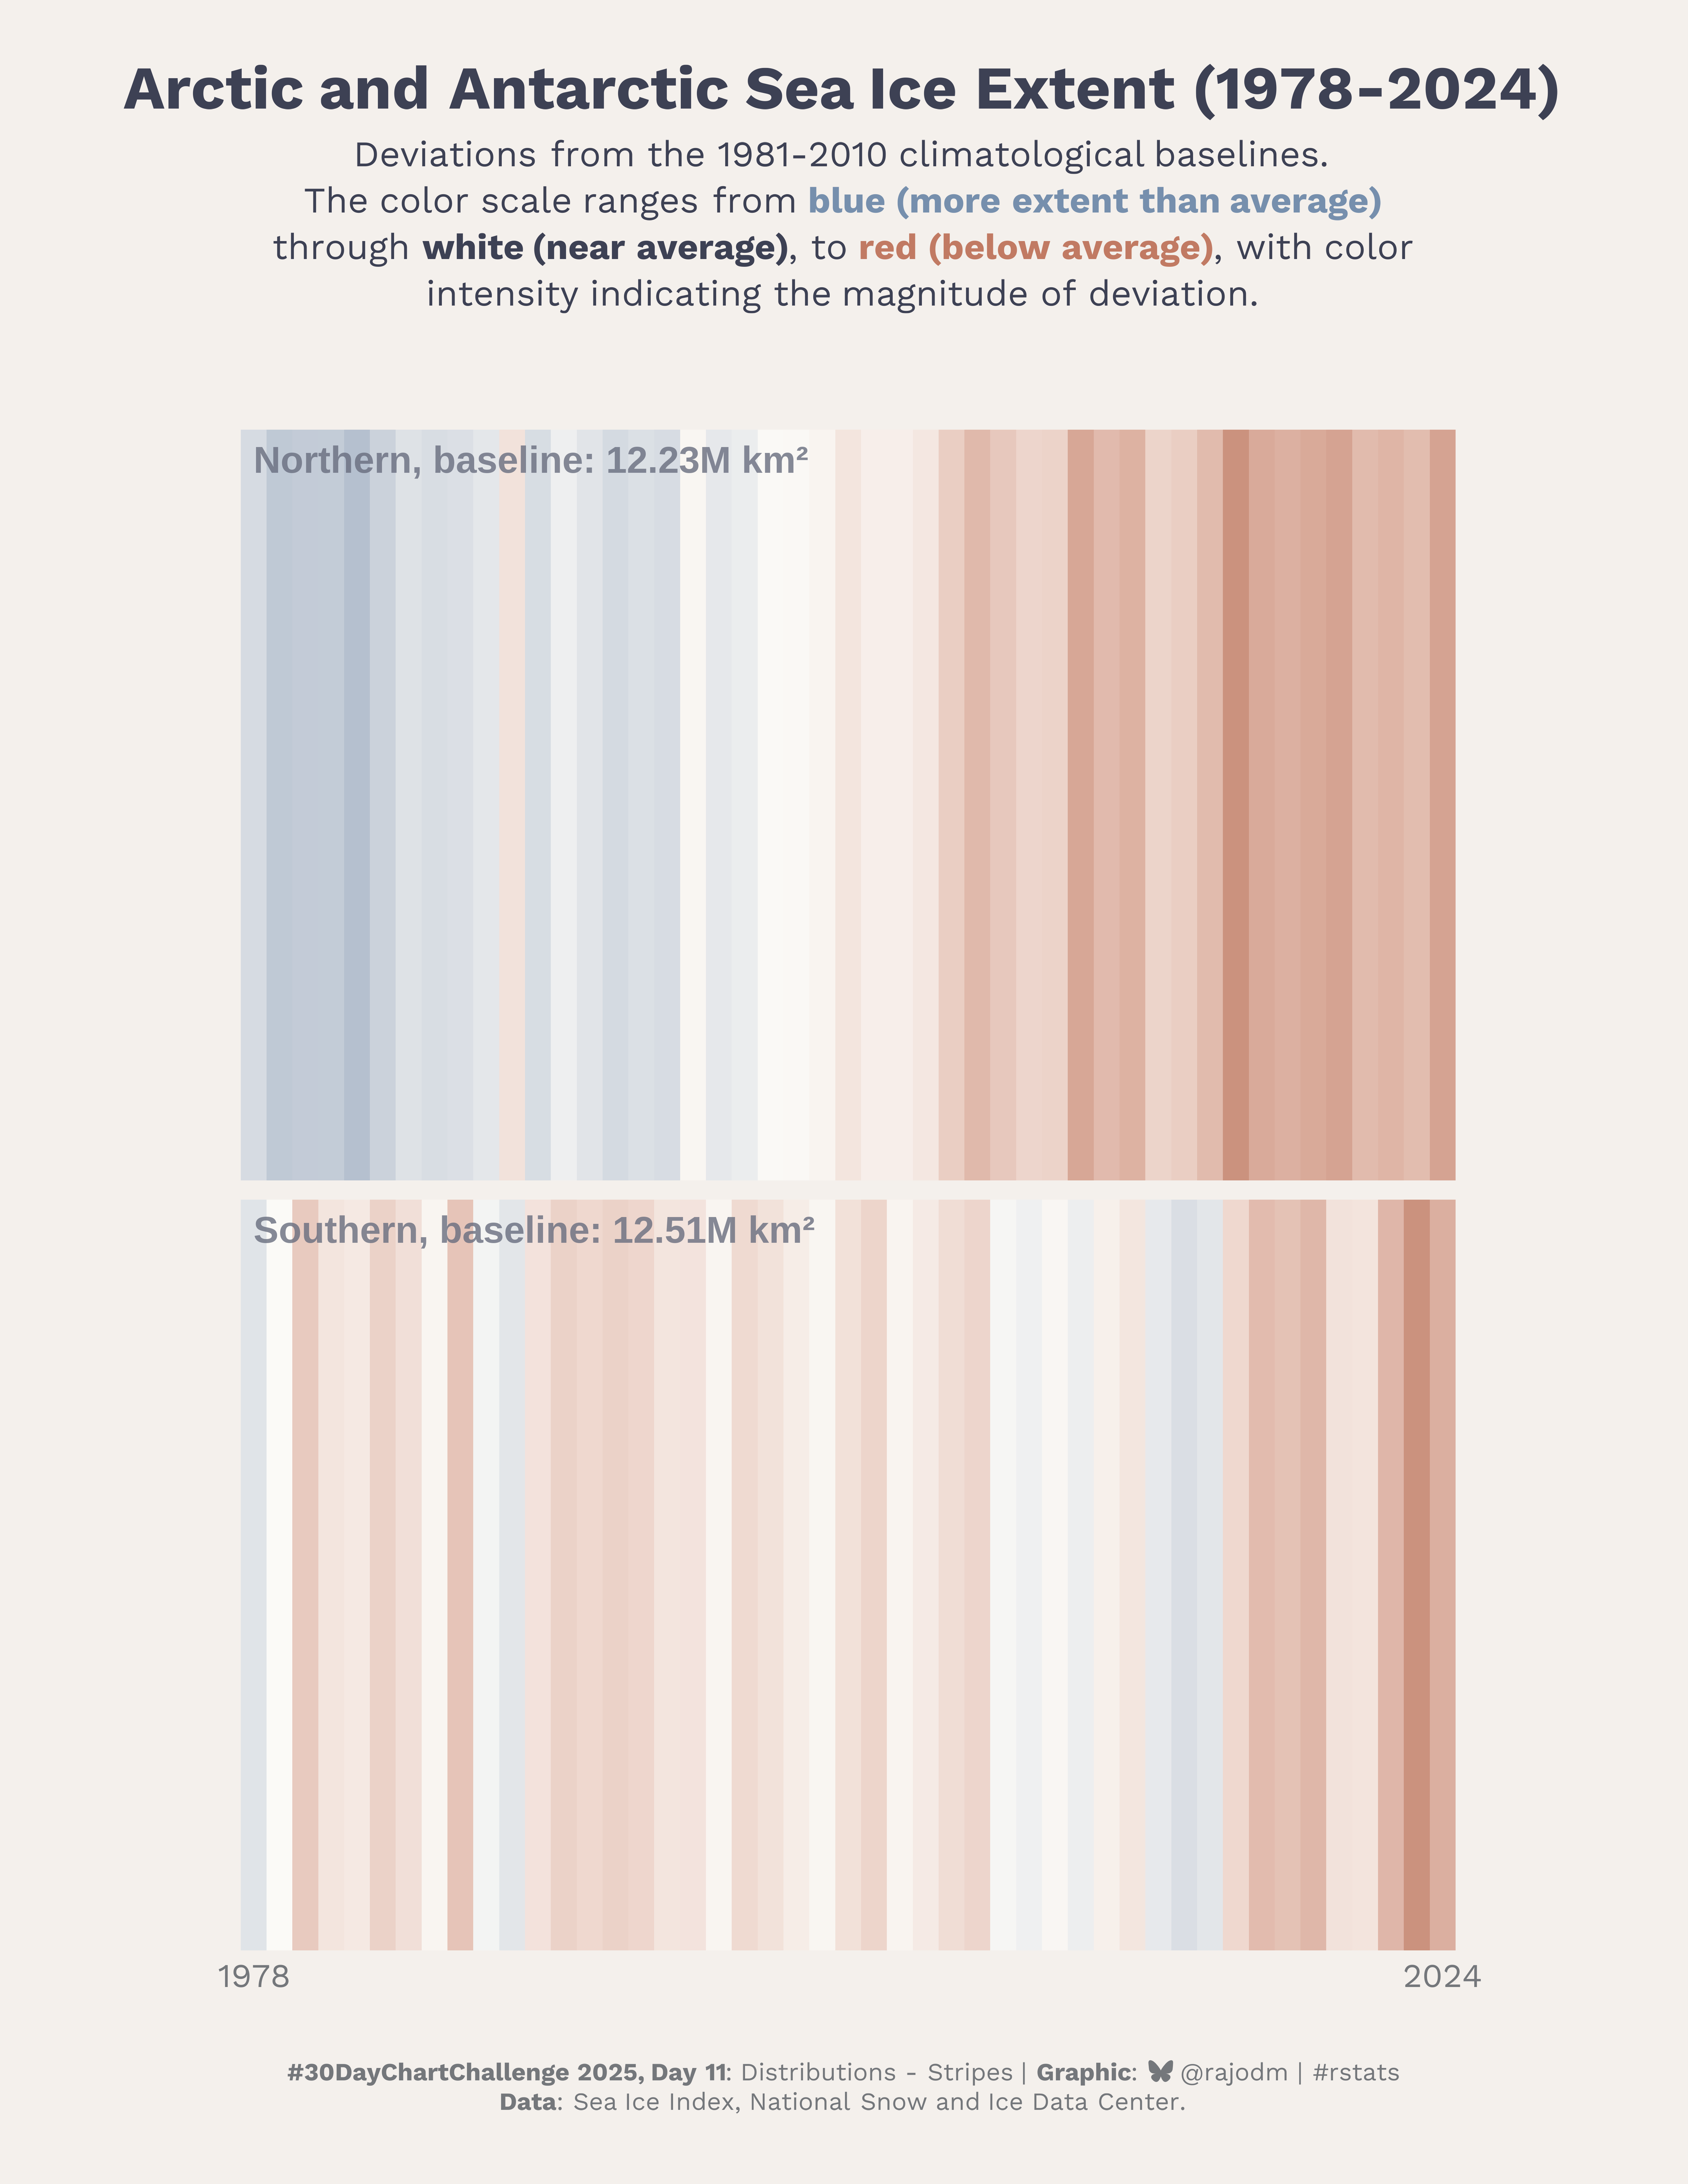 Arctic and Antarctic Sea Ice Extent (1978-2024)
Deviations from the 1981-2010 climatological baselines.
The color scale ranges from blue (more extent than average)
through white (near average), to red (below average), with color
intensity indicating the magnitude of deviation.
Northern, baseline: 12.23M km²
Southern, baseline: 12.51M km²
1978
2024
#30DayChartChallenge 2025, Day 11: Distributions - Stripes | Graphic: @rajodm | #rstats
Data: Sea Ice Index, National Snow and Ice Data Center.